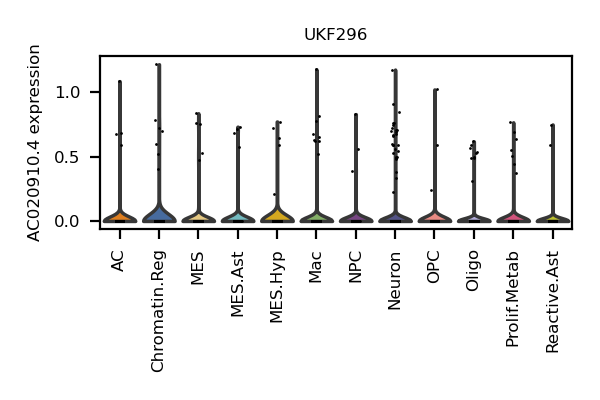 UKF296
AC020910.4 expression
1.0
0.5
0.0
AC
Chromatin.Reg
MES
MES.Ast
MES.Hyp
Mac
NPC
Neuron
OPC
Oligo
Prolif.Metab
Reactive.Ast